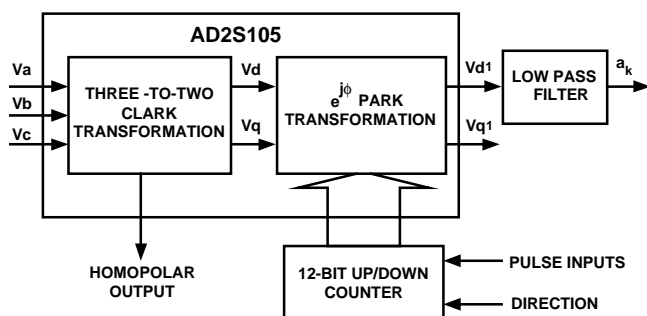 AD2S105
Va
Vb
Vc
THREE -TO-TWO
CLARK
TRANSFORMATION
Vd
Vq
e^jϕ PARK
TRANSFORMATION
Vd1
Vq1
LOW PASS
FILTER
a_k
HOMOPOLAR
OUTPUT
12-BIT UP/DOWN
COUNTER
PULSE INPUTS
DIRECTION